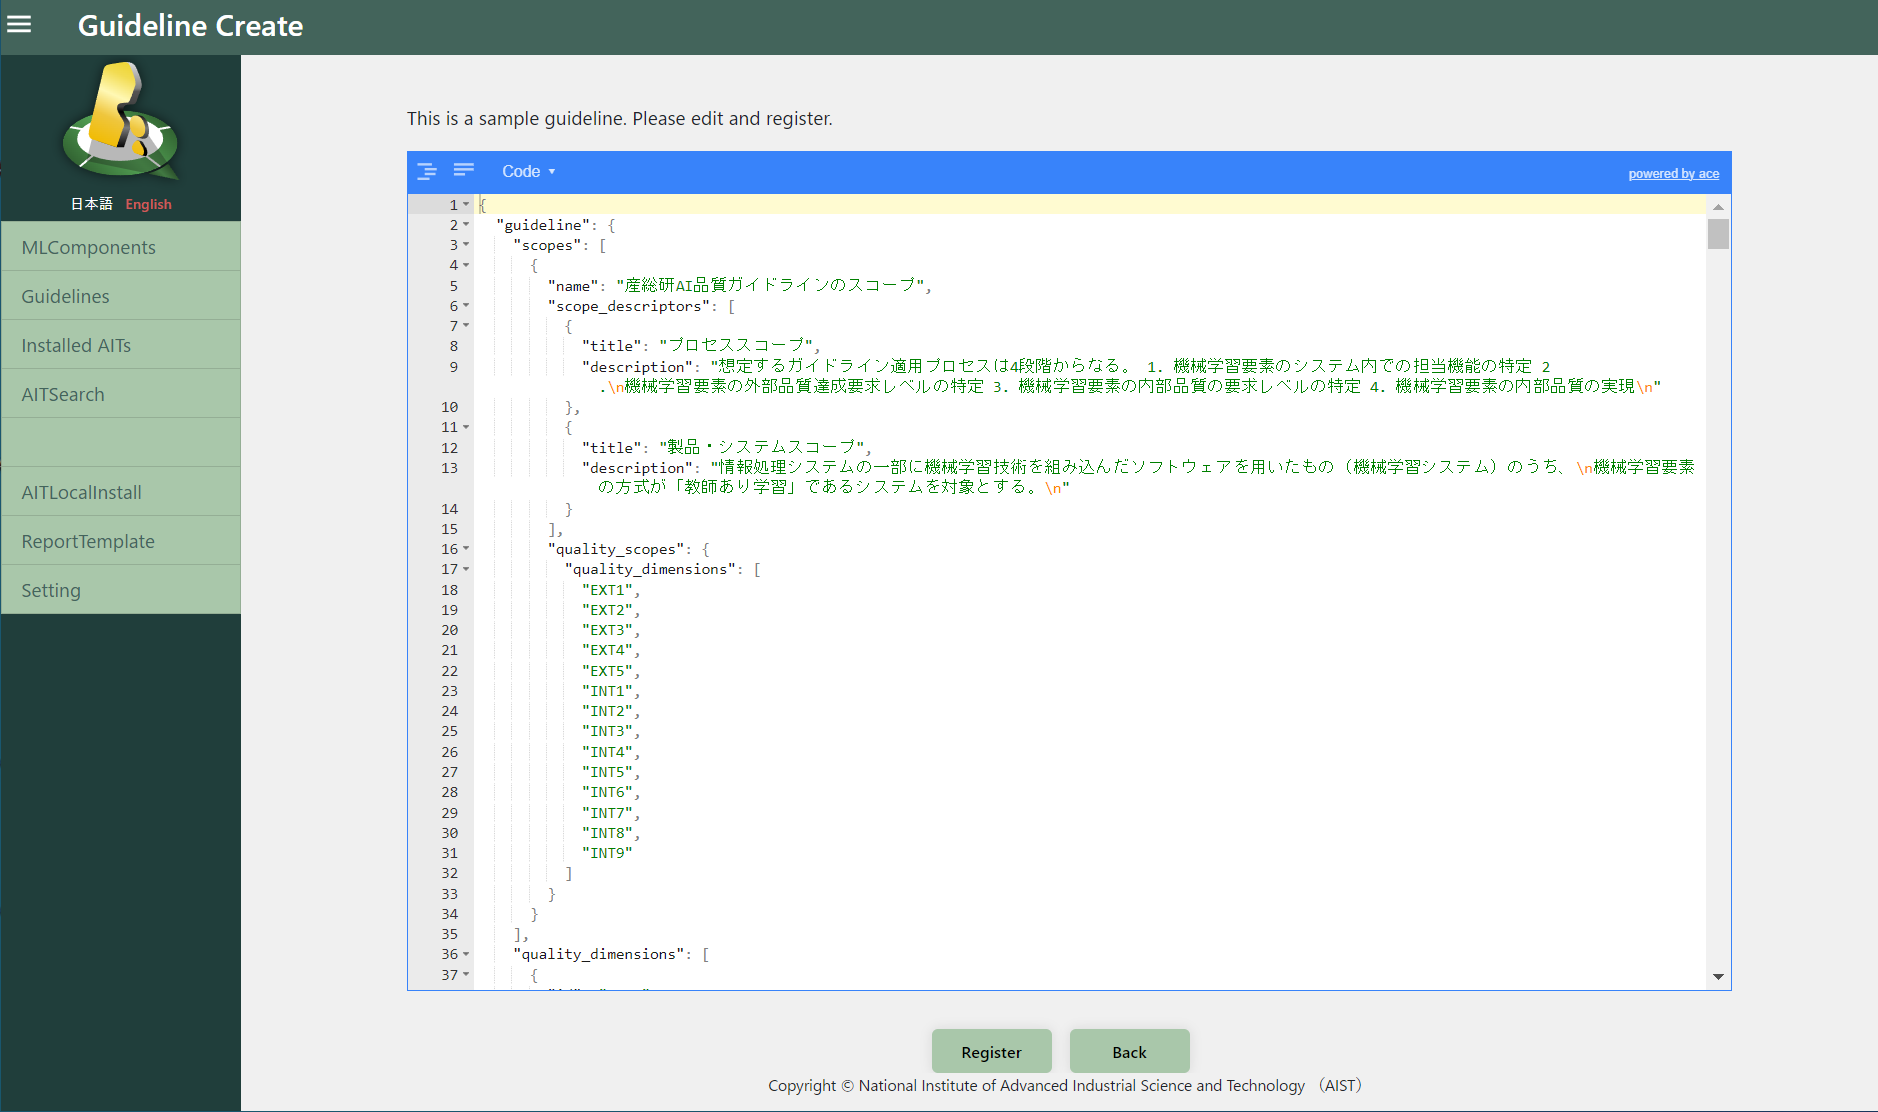 Guideline Create
日本語 English
MLComponents
Guidelines
Installed AITs
AITSearch
AITLocalInstall
ReportTemplate
Setting
This is a sample guideline. Please edit and register.
Code
powered by ace
1 {
2 "guideline": {
3 "scopes": [
4 {
5 "name": "産総研AI品質ガイドラインのスコープ",
6 "scope_descriptors": [
7 {
8 "title": "プロセススコープ",
9 "description": "想定するガイドライン適用プロセスは4段階からなる。 1. 機械学習要素のシステム内での担当機能の特定 2
.\n機械学習要素の外部品質達成要求レベルの特定 3. 機械学習要素の内部品質の要求レベルの特定 4. 機械学習要素の内部品質の実現\n"
10 },
11 {
12 "title": "製品・システムスコープ",
13 "description": "情報処理システムの一部に機械学習技術を組み込んだソフトウェアを用いたもの（機械学習システム）のうち、\n機械学習要素
の方式が「教師あり学習」であるシステムを対象とする。\n"
14 }
15 ],
16 "quality_scopes": {
17 "quality_dimensions": [
18 "EXT1",
19 "EXT2",
20 "EXT3",
21 "EXT4",
22 "EXT5",
23 "INT1",
24 "INT2",
25 "INT3",
26 "INT4",
27 "INT5",
28 "INT6",
29 "INT7",
30 "INT8",
31 "INT9"
32 ]
33 }
34 }
35 ],
36 "quality_dimensions": [
37 {
Register Back
Copyright © National Institute of Advanced Industrial Science and Technology （AIST）